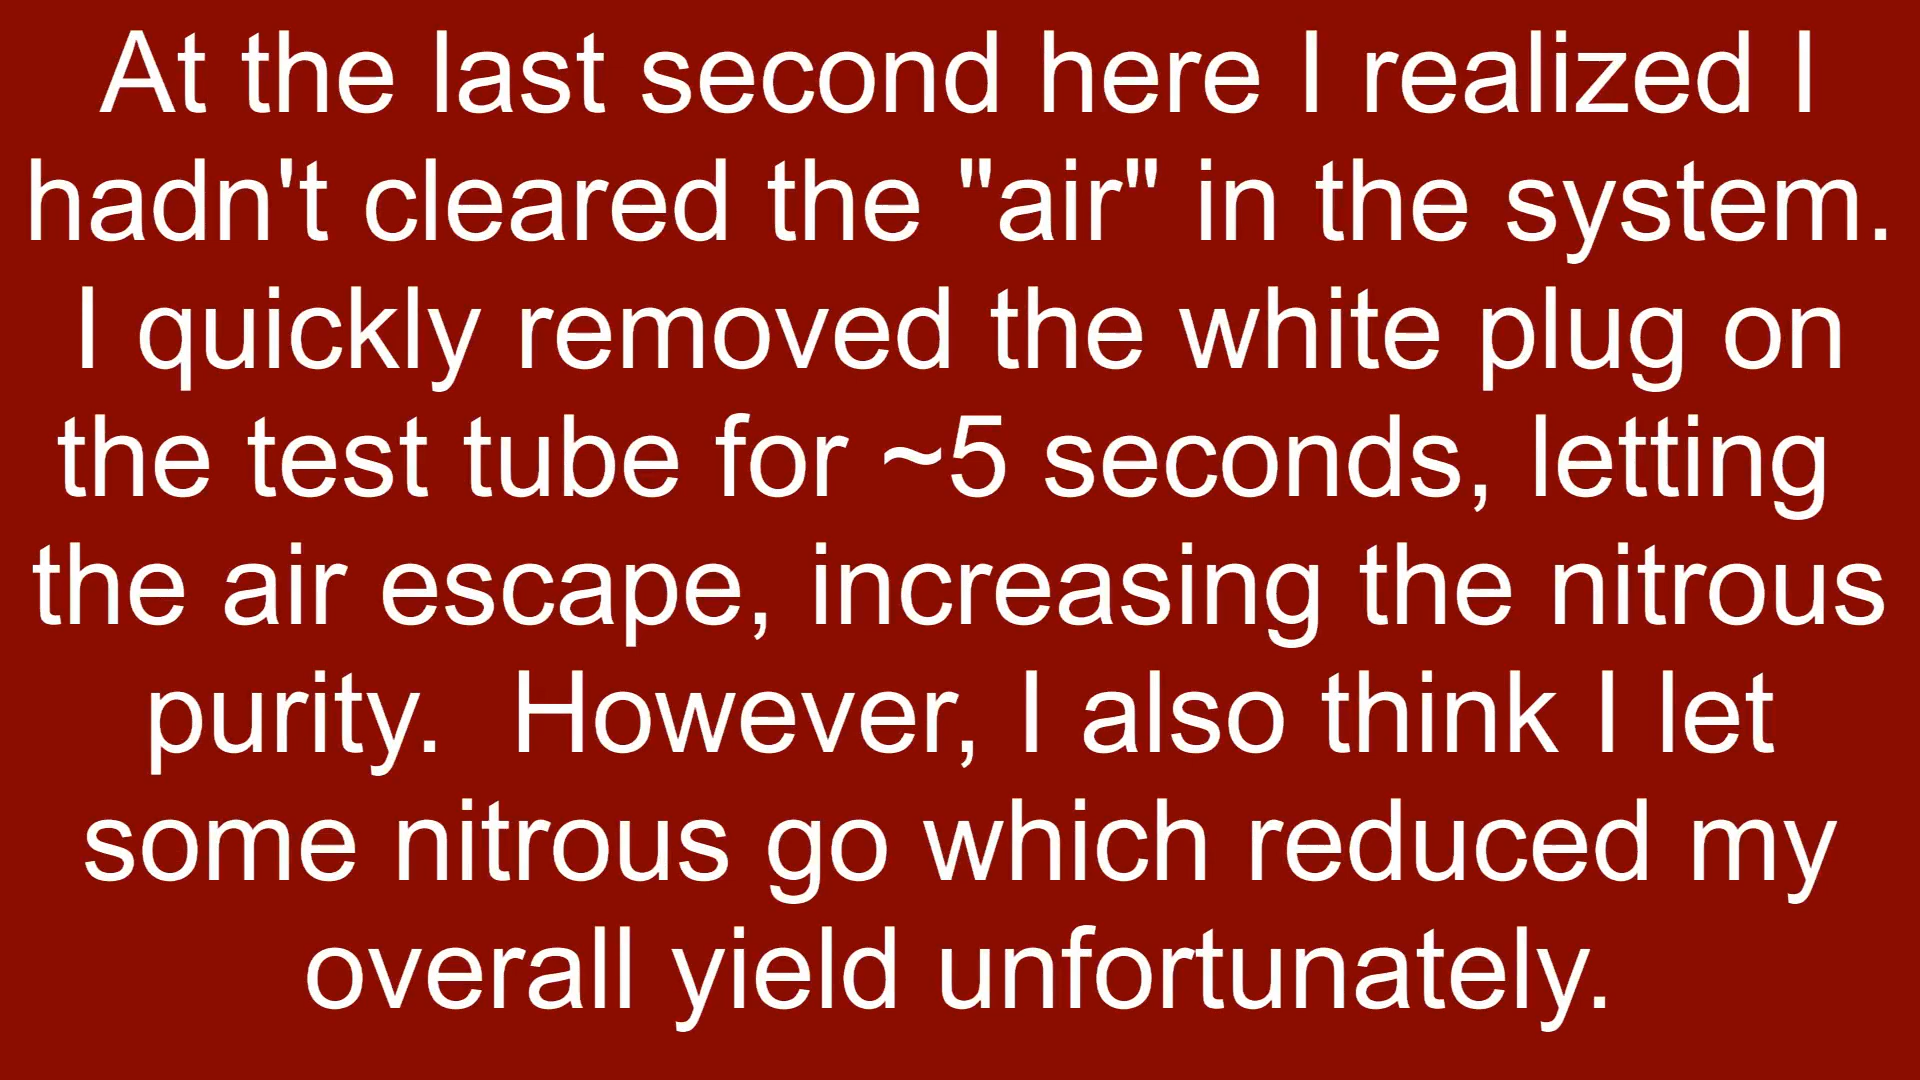 At the last second here I realized I
hadn't cleared the "air" in the system.
I quickly removed the white plug on
the test tube for ~5 seconds, letting
the air escape, increasing the nitrous
purity.  However, I also think I let
some nitrous go which reduced my
overall yield unfortunately.